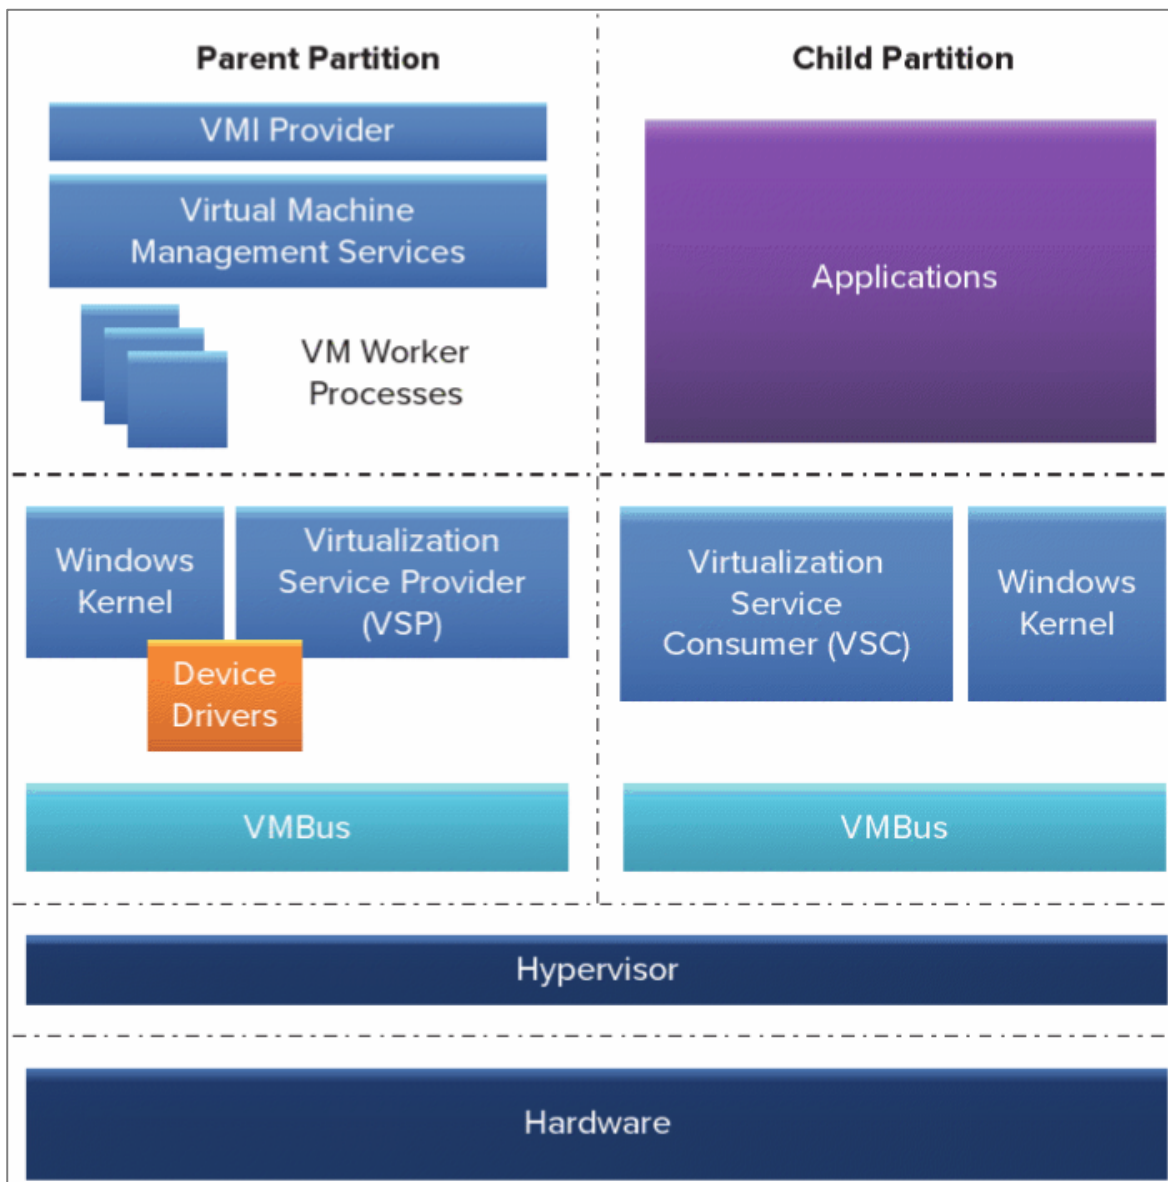 Parent Partition
Child Partition
VMI Provider
Virtual Machine
Management Services
VM Worker
Processes
Applications
Windows
Kernel
Virtualization
Service Provider
(VSP)
Device
Drivers
Virtualization
Service
Consumer (VSC)
Windows
Kernel
VMBus
VMBus
Hypervisor
Hardware